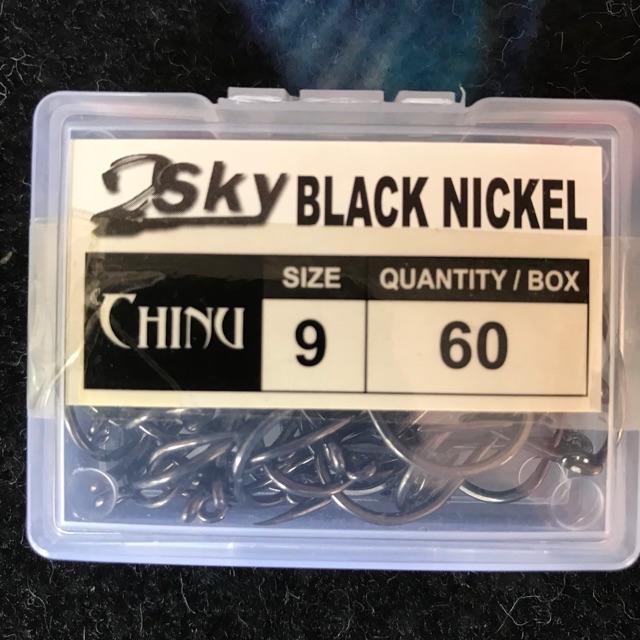 2Sky BLACK NICKEL
CHINU
SIZE
QUANTITY / BOX
9
60